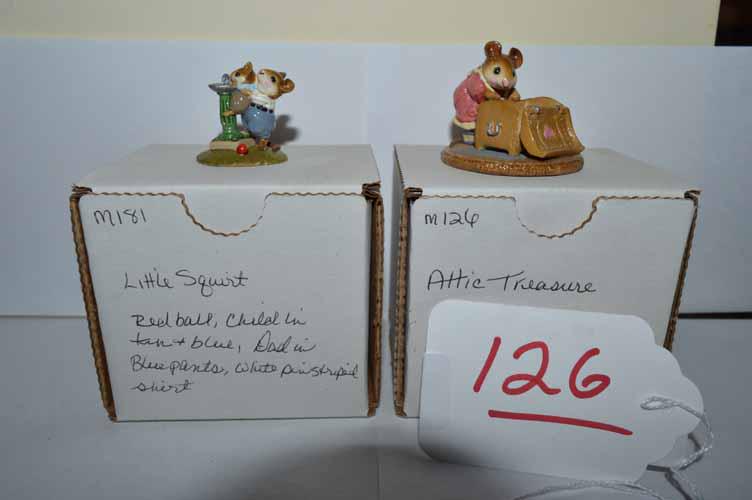 M181
Little Squirt
Red ball, Child in
tan + blue, Dad in
Blue pants, white pinstriped
shirt
M126
Attic Treasure
126